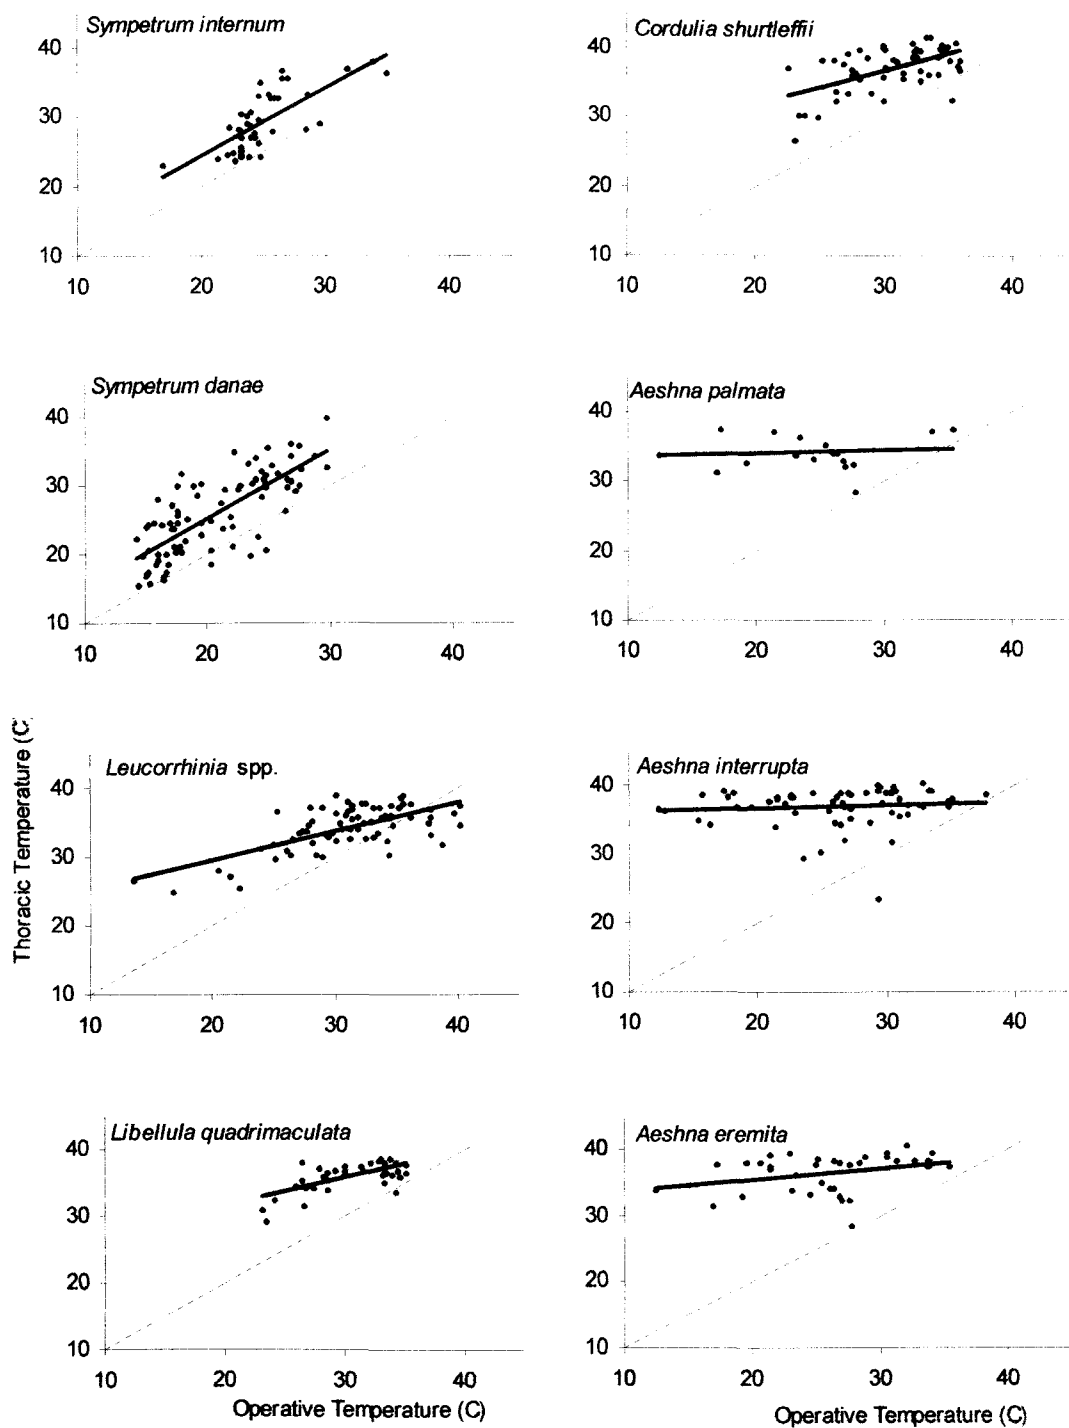 Sympetrum internum
40
30
20
10
10 20 30 40
Cordulia shurtleffii
40
30
20
10
10 20 30 40
Sympetrum danae
40
30
20
10
10 20 30 40
Aeshna palmata
40
30
20
10
10 20 30 40
Thoracic Temperature (C)
Leucorrhinia spp.
40
30
20
10
10 20 30 40
Aeshna interrupta
40
30
20
10
10 20 30 40
Libellula quadrimaculata
40
30
20
10
10 20 30 40
Operative Temperature (C)
Aeshna eremita
40
30
20
10
10 20 30 40
Operative Temperature (C)